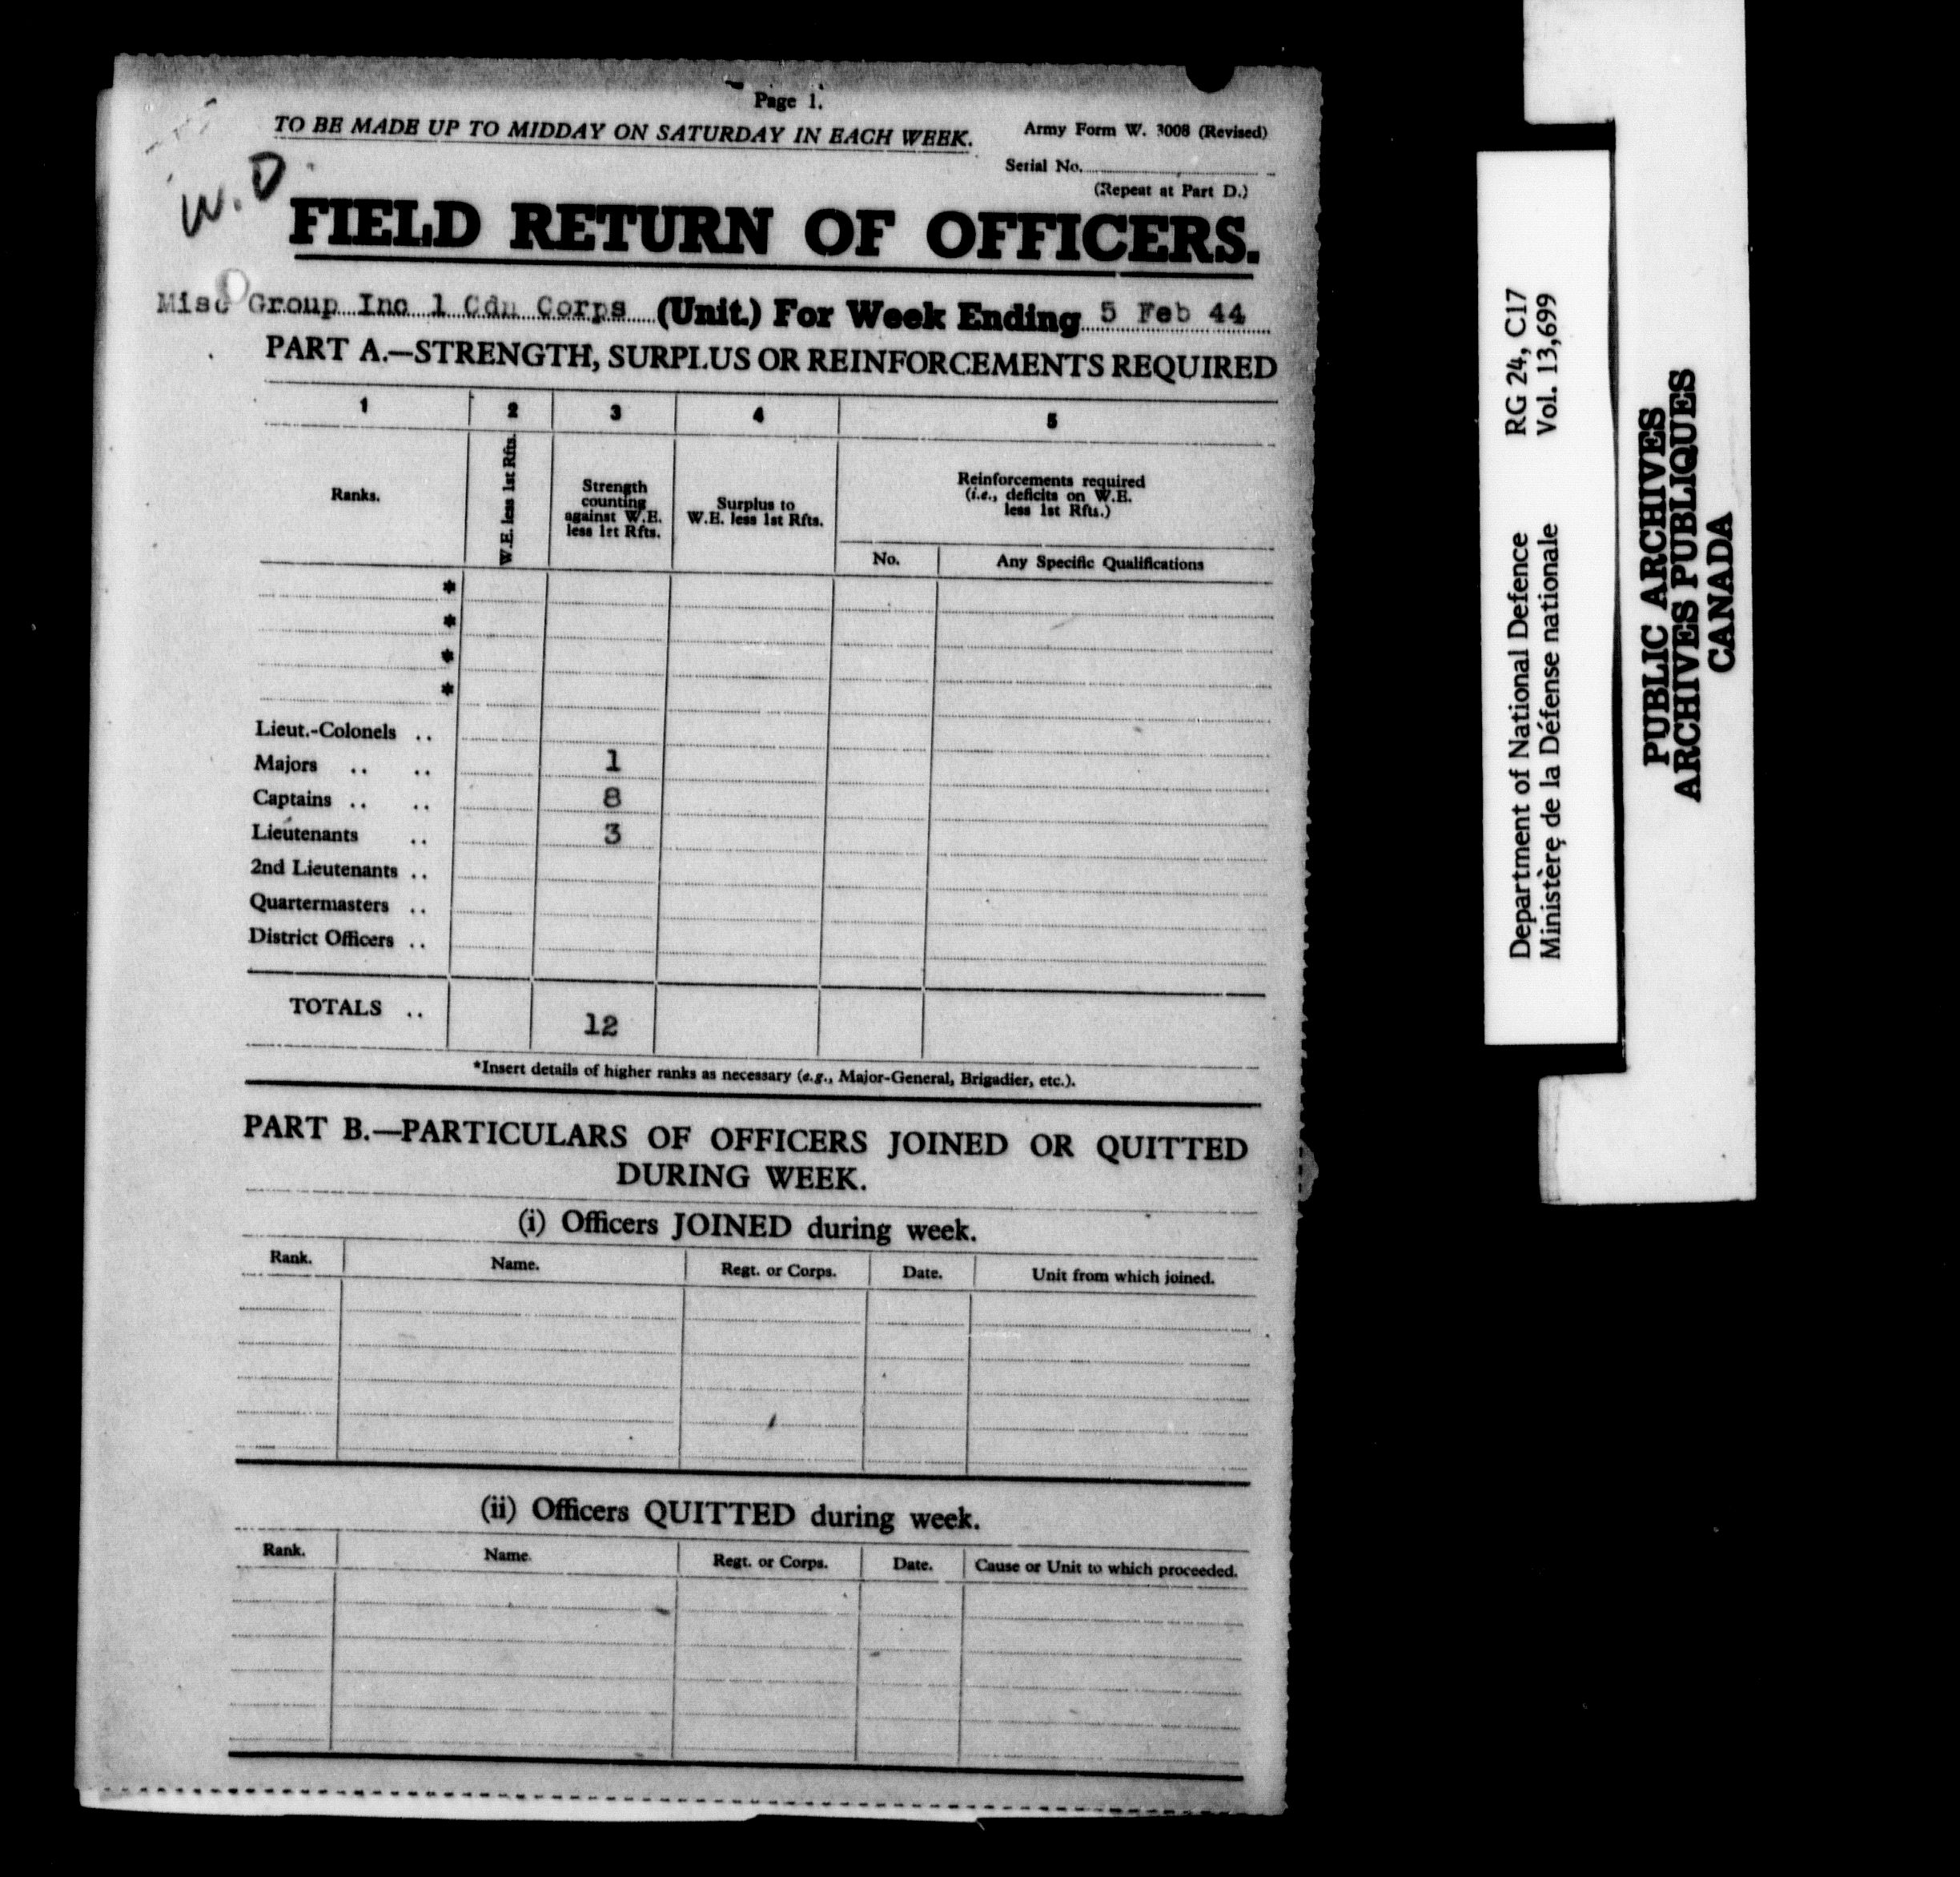 Page 1.
TO BE MADE UP TO MIDDAY ON SATURDAY IN EACH WEEK.
Army Form W. 3008 (Revised)
Serial No.
(Repeat at Part D.)
W.D
FIELD RETURN OF OFFICERS.
Misc Group Inc 1 Cdn Corps (Unit.) For Week Ending 5 Feb 44
PART A.—STRENGTH, SURPLUS OR REINFORCEMENTS REQUIRED
1 2 3 4 5
Ranks.
W.E. less 1st Rfts.
Strength
counting
against W.E.
less 1st Rfts.
Surplus to
W.E. less 1st Rfts.
Reinforcements required
(i.e., deficits on W.E.
less 1st Rfts.)
No. Any Specific Qualifications
*
*
*
*
Lieut.-Colonels ..
Majors .. .. 1
Captains .. .. 8
Lieutenants .. 3
2nd Lieutenants ..
Quartermasters ..
District Officers ..
TOTALS .. 12
*Insert details of higher ranks as necessary (e.g., Major-General, Brigadier, etc.).
PART B.—PARTICULARS OF OFFICERS JOINED OR QUITTED
DURING WEEK.
(i) Officers JOINED during week.
Rank. Name. Regt. or Corps. Date. Unit from which joined.
(ii) Officers QUITTED during week.
Rank. Name. Regt. or Corps. Date. Cause or Unit to which proceeded.
Department of National Defence RG 24, C17
Ministère de la Défense nationale Vol. 13,699
PUBLIC ARCHIVES
ARCHIVES PUBLIQUES
CANADA